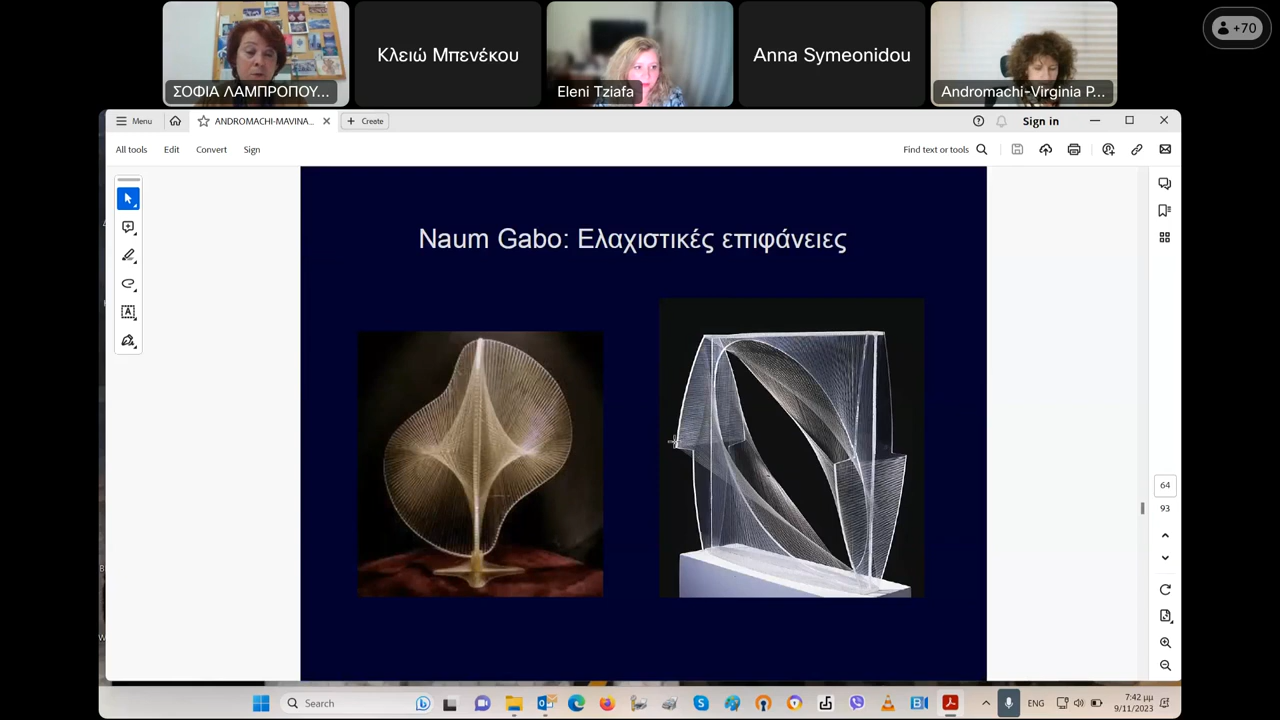 +70
ΣΟΦΙΑ ΛΑΜΠΡΟΠΟΥ...
Κλειώ Μπενέκου
Eleni Tziafa
Anna Symeonidou
Andromachi-Virginia P...
Menu
ANDROMACHI-MAVINA...
Create
Sign in
All tools
Edit
Convert
Sign
Find text or tools
Naum Gabo: Ελαχιστικές επιφάνειες
64
93
Search
ENG
7:42 μμ
9/11/2023